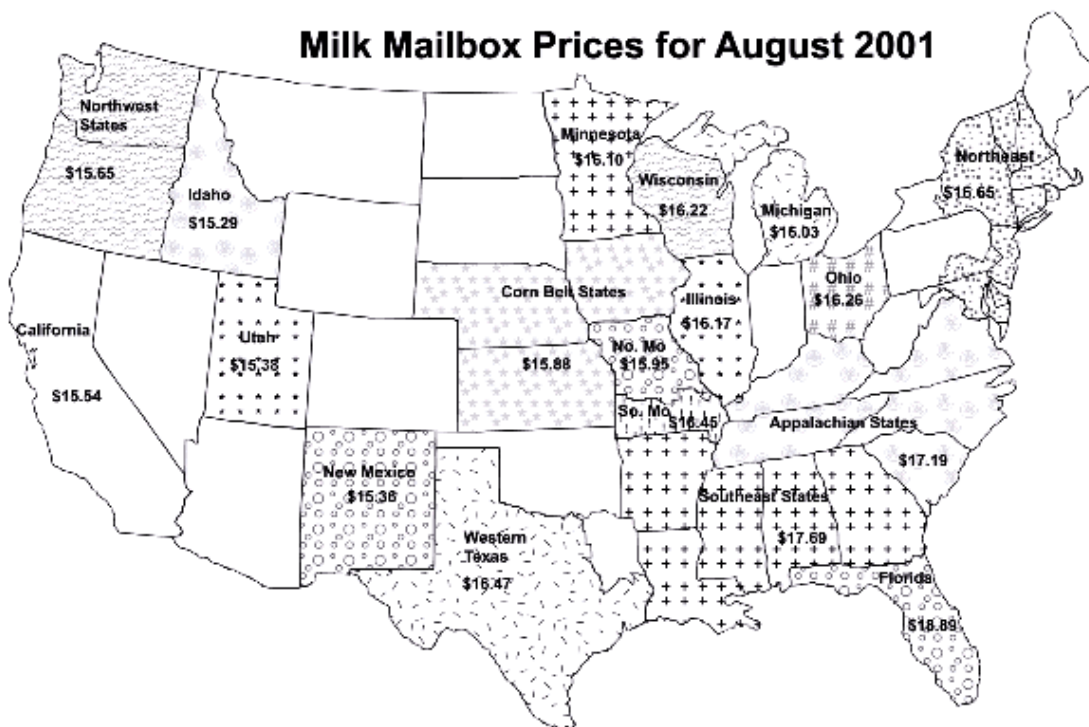 Milk Mailbox Prices for August 2001
Northwest
States
$15.65
Idaho
$15.29
Minnesota
$16.10
Wisconsin
$16.22
Michigan
$16.03
Northeast
$16.65
Corn Belt States
$15.88
Illinois
$16.17
Ohio
$16.26
California
$15.54
Utah
$15.38
No. Mo
$15.95
So. Mo
$16.45
Appalachian States
$17.19
New Mexico
$15.36
Western
Texas
$16.47
Southeast States
$17.69
Florida
$18.89